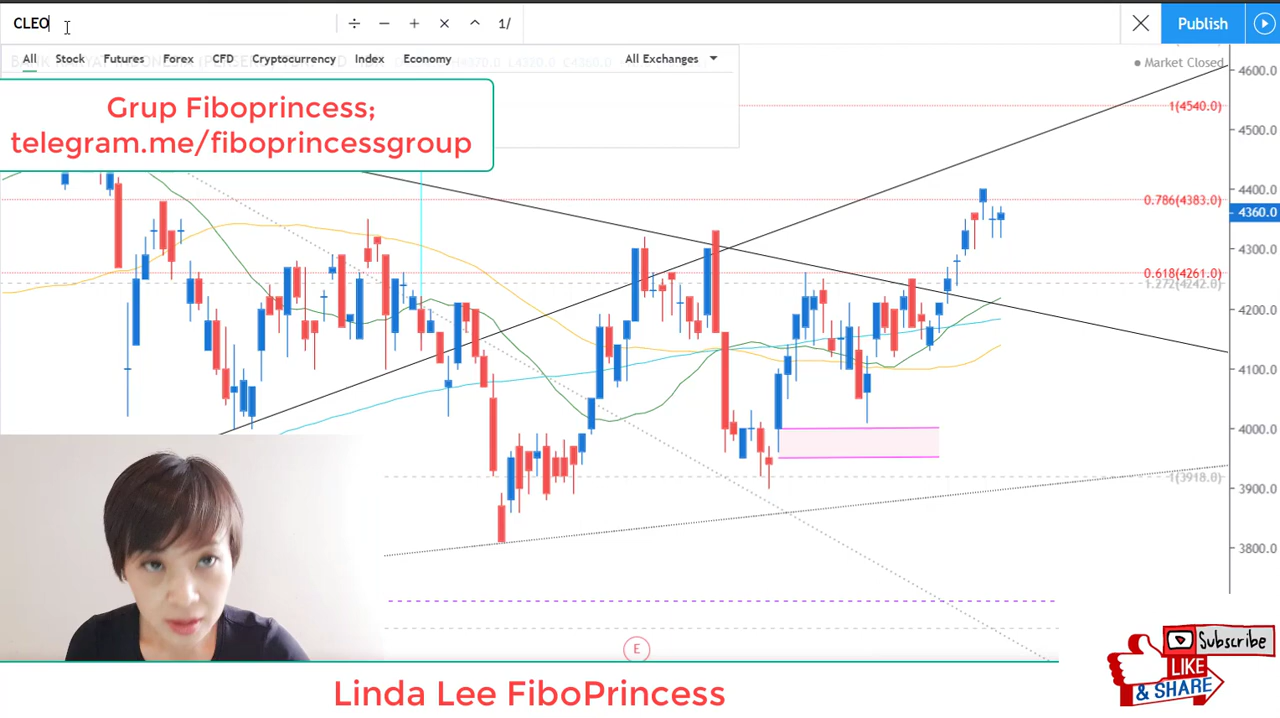 CLEO
÷ − + × ^ 1/
Publish
All Stock Futures Forex CFD Cryptocurrency Index Economy All Exchanges
Market Closed
Grup Fiboprincess;
telegram.me/fiboprincessgroup
4600.0
1(4540.0)
4500.0
4400.0
0.786(4383.0)
4360.0
4300.0
0.618(4261.0)
1.272(4242.0)
4200.0
4100.0
4000.0
1(3918.0)
3900.0
3800.0
E
Subscribe
LIKE
& SHARE
Linda Lee FiboPrincess